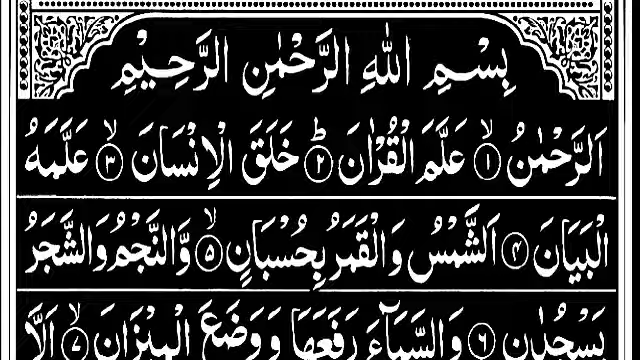 بِسْمِ اللهِ الرَّحْمٰنِ الرَّحِيْمِ
اَلرَّحْمٰنُ ۙ﴿۱﴾ عَلَّمَ الْقُرْاٰنَ ؕ﴿۲﴾ خَلَقَ الْاِنْسَانَ ۙ﴿۳﴾ عَلَّمَهُ
الْبَيَانَ ﴿۴﴾ اَلشَّمْسُ وَالْقَمَرُ بِحُسْبَانٍ ۙ﴿۵﴾ وَّالنَّجْمُ وَالشَّجَرُ
يَسْجُدٰنِ ﴿۶﴾ وَالسَّمَآءَ رَفَعَهَا وَوَضَعَ الْمِيْزَانَ ۙ﴿۷﴾ اَلَّا